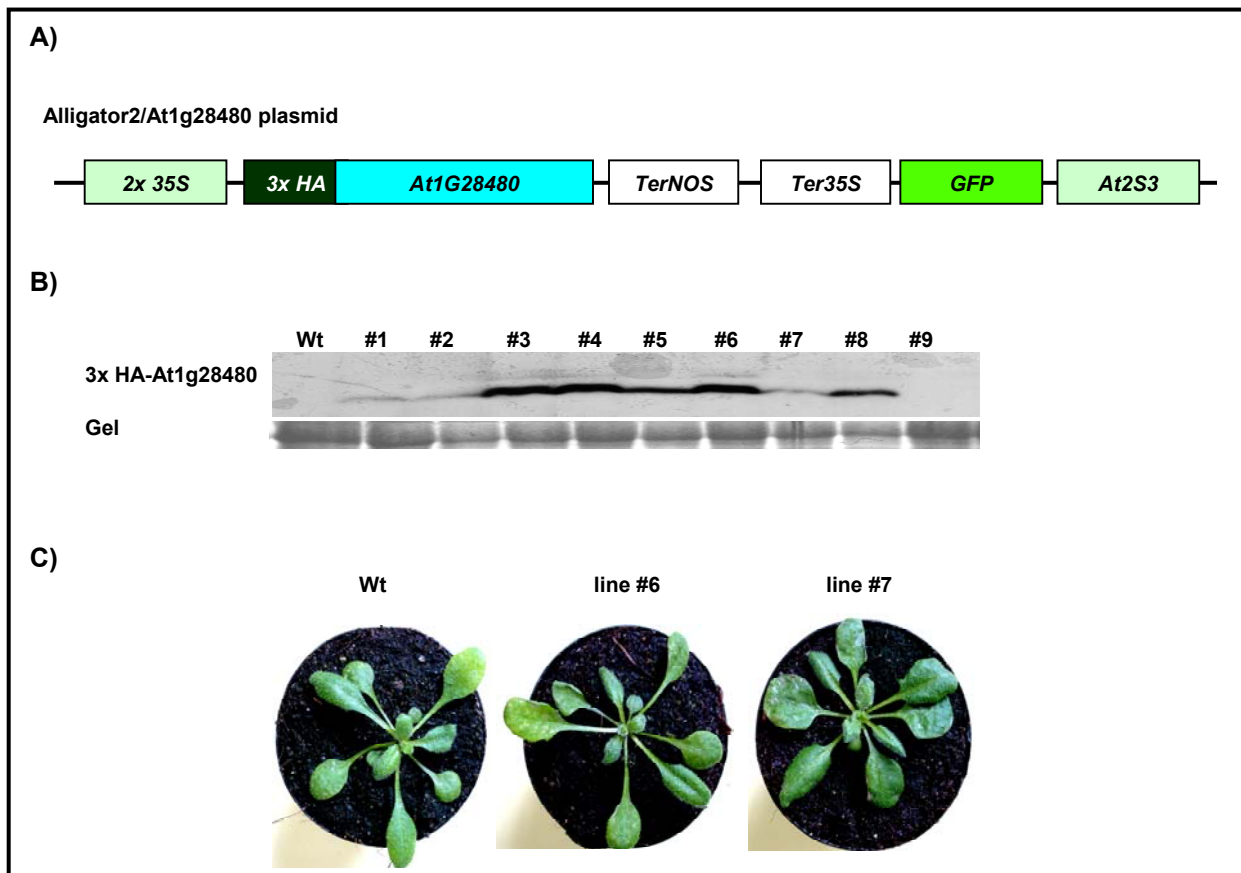 A)
Alligator2/At1g28480 plasmid
2x 35S 3x HA At1G28480 TerNOS Ter35S GFP At2S3
B)
Wt #1 #2 #3 #4 #5 #6 #7 #8 #9
3x HA-At1g28480
Gel
C)
Wt line #6 line #7